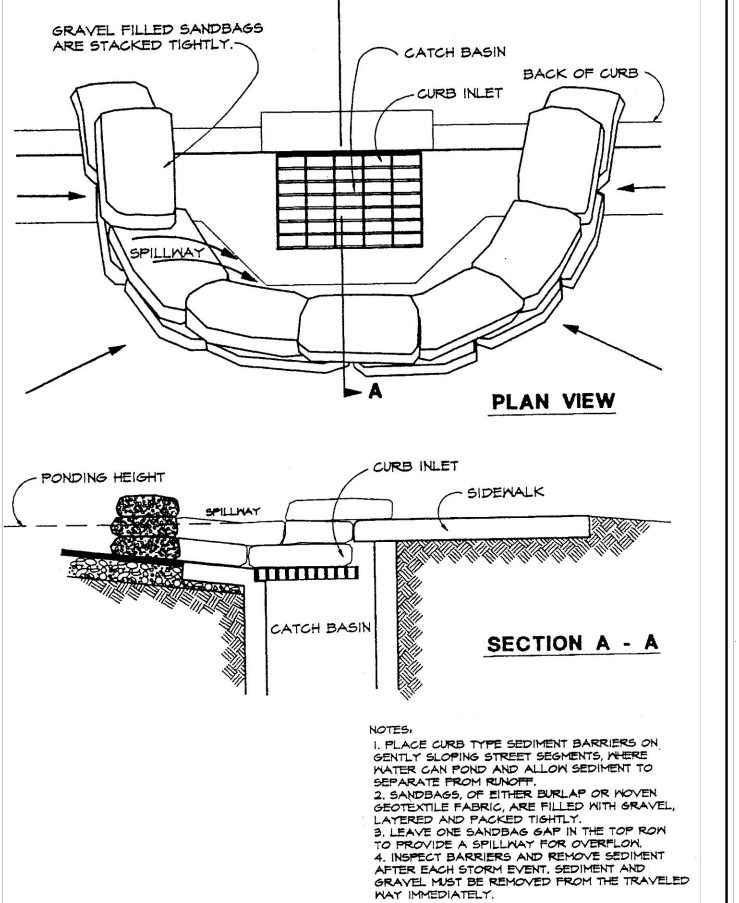 GRAVEL FILLED SANDBAGS
ARE STACKED TIGHTLY.
CATCH BASIN
BACK OF CURB
CURB INLET
SPILLWAY
A
PLAN VIEW
CURB INLET
PONDING HEIGHT
SIDEWALK
SPILLWAY
CATCH BASIN
SECTION A - A
NOTES:
1. PLACE CURB TYPE SEDIMENT BARRIERS ON
GENTLY SLOPING STREET SEGMENTS, WHERE
WATER CAN POND AND ALLOW SEDIMENT TO
SEPARATE FROM RUNOFF.
2. SANDBAGS, OF EITHER BURLAP OR WOVEN
GEOTEXTILE FABRIC, ARE FILLED WITH GRAVEL,
LAYERED AND PACKED TIGHTLY.
3. LEAVE ONE SANDBAG GAP IN THE TOP ROW
TO PROVIDE A SPILLWAY FOR OVERFLOW.
4. INSPECT BARRIERS AND REMOVE SEDIMENT
AFTER EACH STORM EVENT. SEDIMENT AND
GRAVEL MUST BE REMOVED FROM THE TRAVELED
WAY IMMEDIATELY.